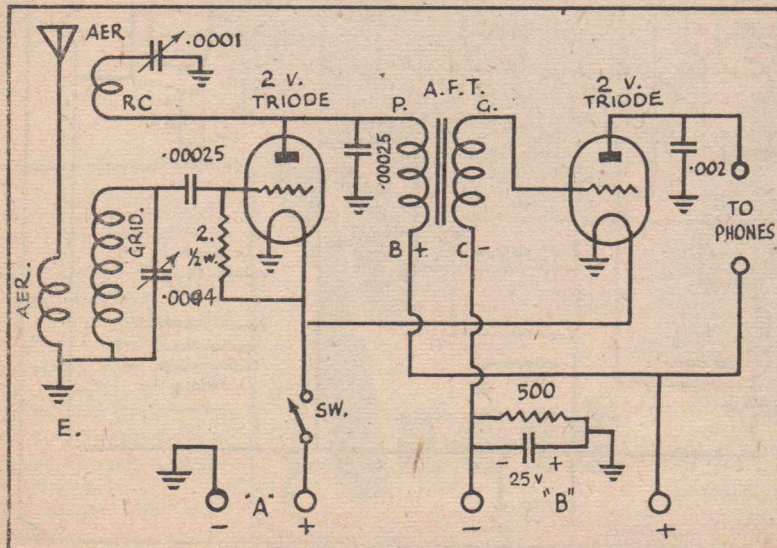 AER
.0001
RC
2 V.
TRIODE
P.
A.F.T.
G.
2 V.
TRIODE
.00025
.00025
.002
TO
PHONES
AER.
GRID.
2.
½w.
.0004
B +
C -
E.
SW.
500
- +
25 v
"A"
- +
"B"
- +